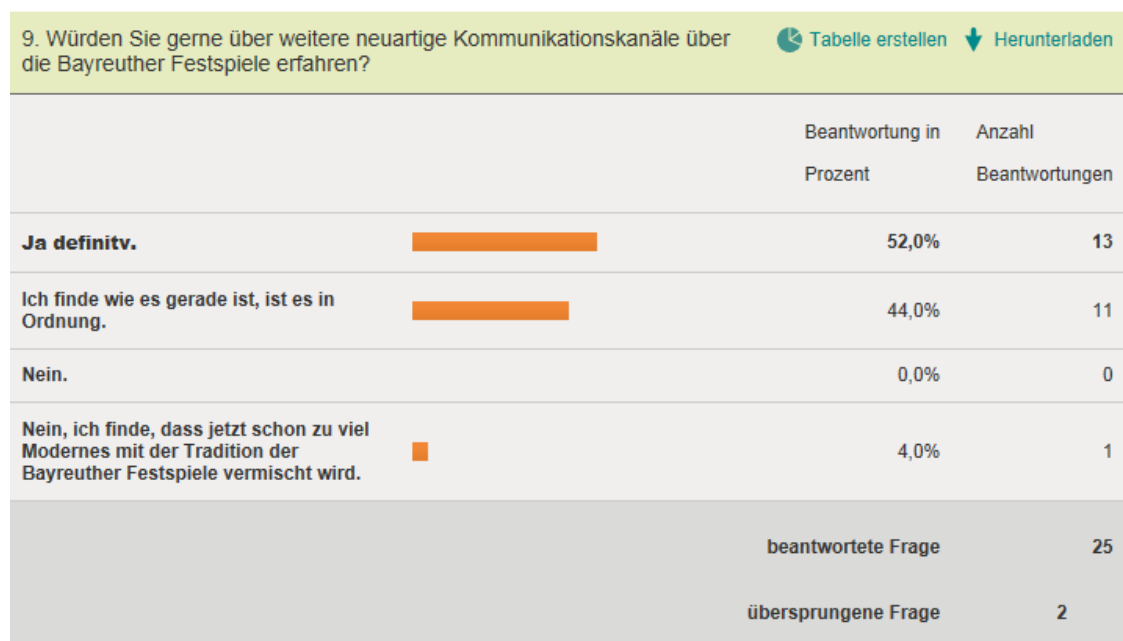 9. Würden Sie gerne über weitere neuartige Kommunikationskanäle über
die Bayreuther Festspiele erfahren?
Tabelle erstellen Herunterladen
Beantwortung in Anzahl
Prozent Beantwortungen
Ja definitv. 52,0% 13
Ich finde wie es gerade ist, ist es in
Ordnung. 44,0% 11
Nein. 0,0% 0
Nein, ich finde, dass jetzt schon zu viel
Modernes mit der Tradition der
Bayreuther Festspiele vermischt wird. 4,0% 1
beantwortete Frage 25
übersprungene Frage 2